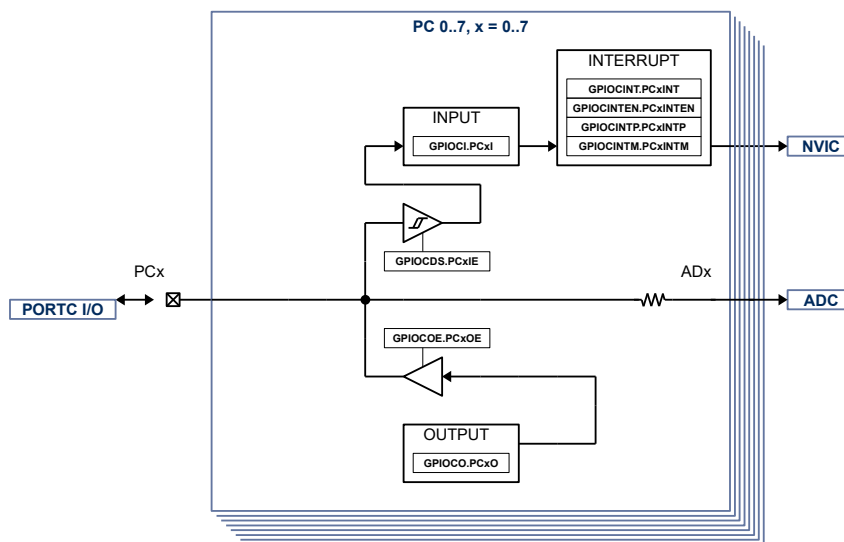 PC 0..7, x = 0..7
INTERRUPT
GPIOCINT.PCxINT
GPIOCINTEN.PCxINTEN
GPIOCINTP.PCxINTP
GPIOCINTM.PCxINTM
INPUT
GPIOCI.PCxI
NVIC
GPIOCDS.PCxIE
PCx
ADx
PORTC I/O
ADC
GPIOCOE.PCxOE
OUTPUT
GPIOCO.PCxO